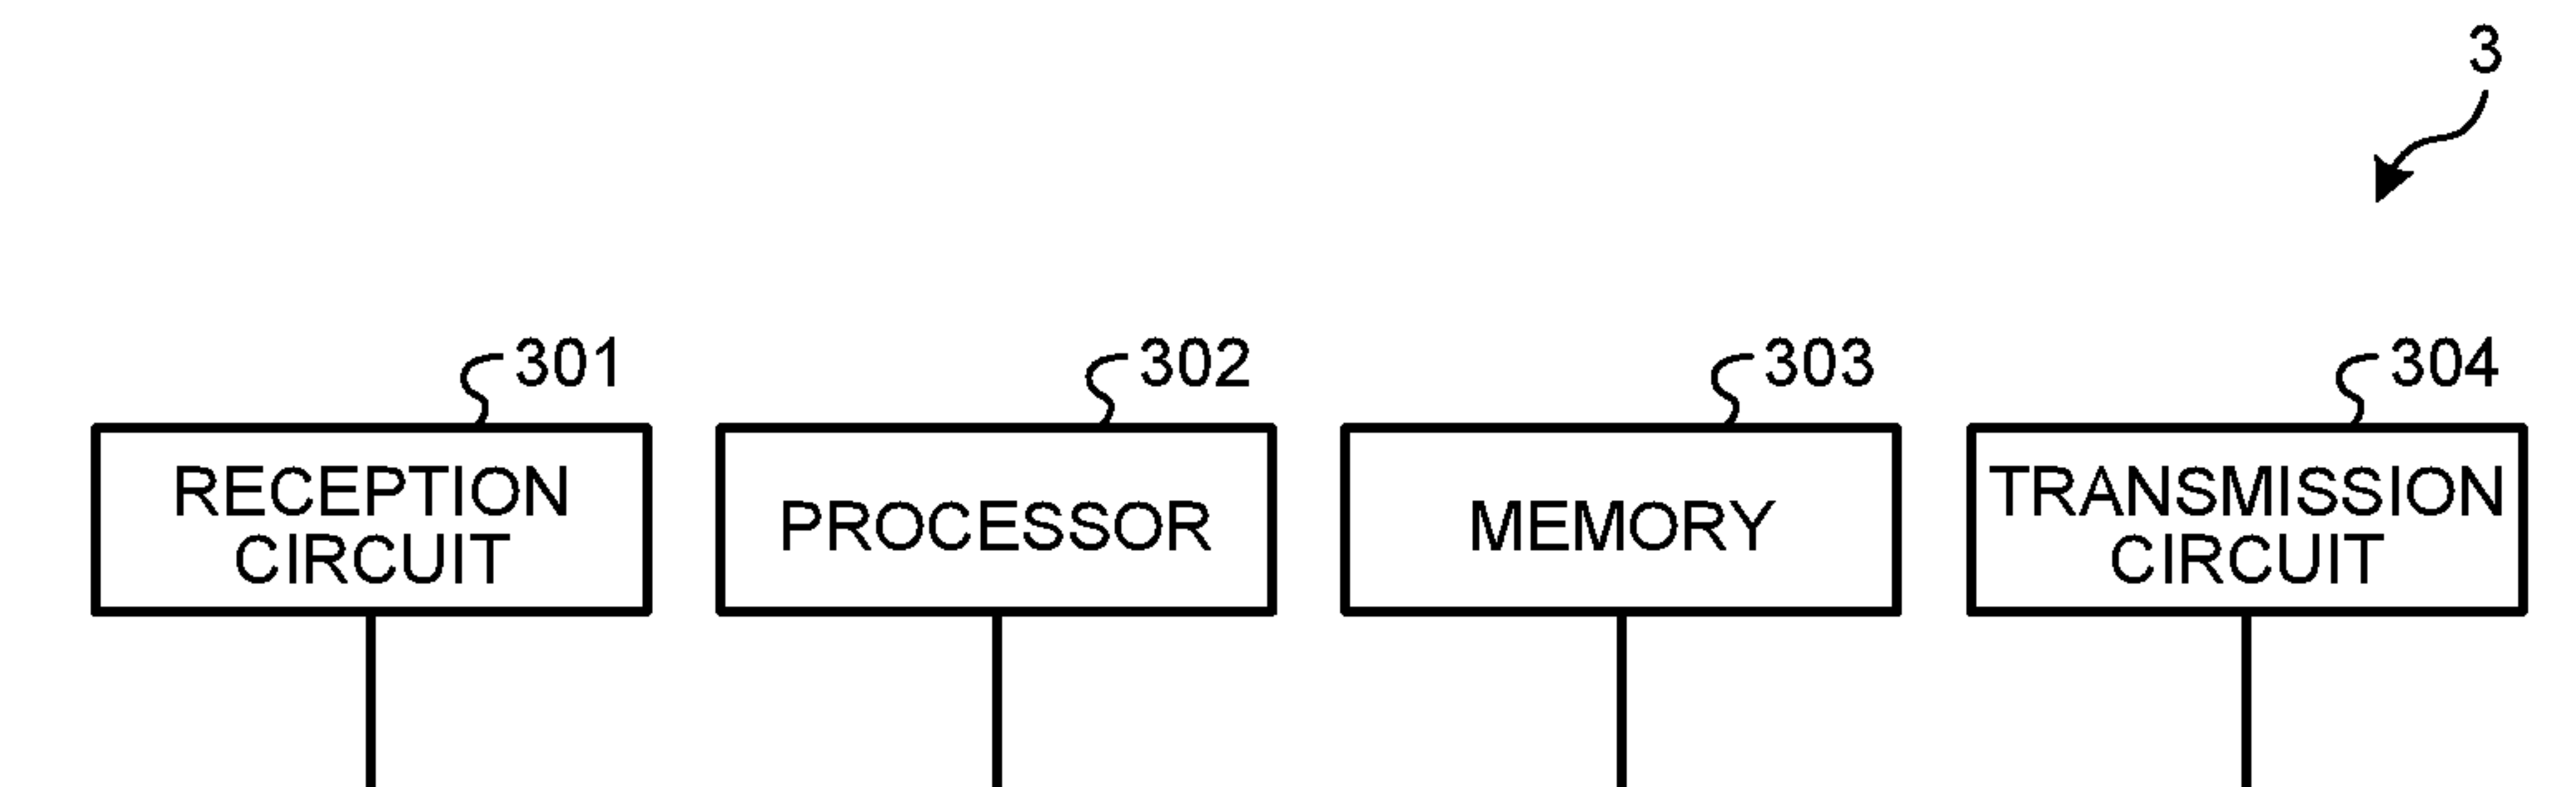 3
301
302
303
304
RECEPTION
CIRCUIT
PROCESSOR
MEMORY
TRANSMISSION
CIRCUIT